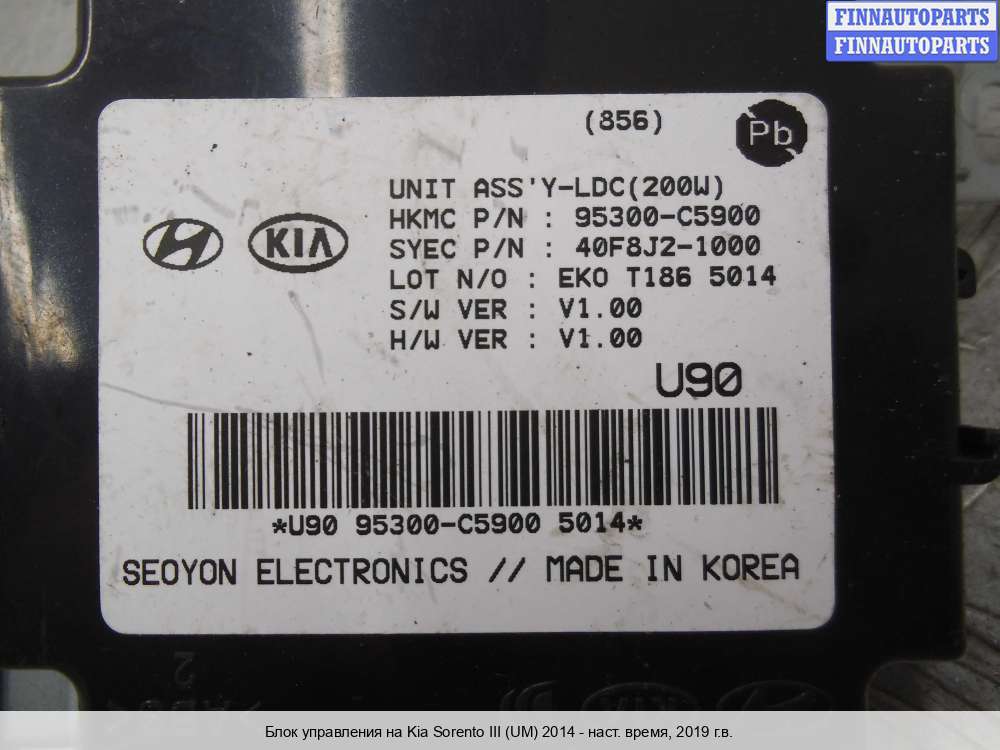 FINNAUTOPARTS
FINNAUTOPARTS
(856)
Pb
UNIT ASS'Y-LDC(200W)
HKMC P/N : 95300-C5900
SYEC P/N : 40F8J2-1000
LOT N/O : EKO T186 5014
S/W VER : V1.00
H/W VER : V1.00
KIA
U90
*U90 95300-C5900 5014*
SEOYON ELECTRONICS // MADE IN KOREA
2
Блок управления на Kia Sorento III (UM) 2014 - наст. время, 2019 г.в.